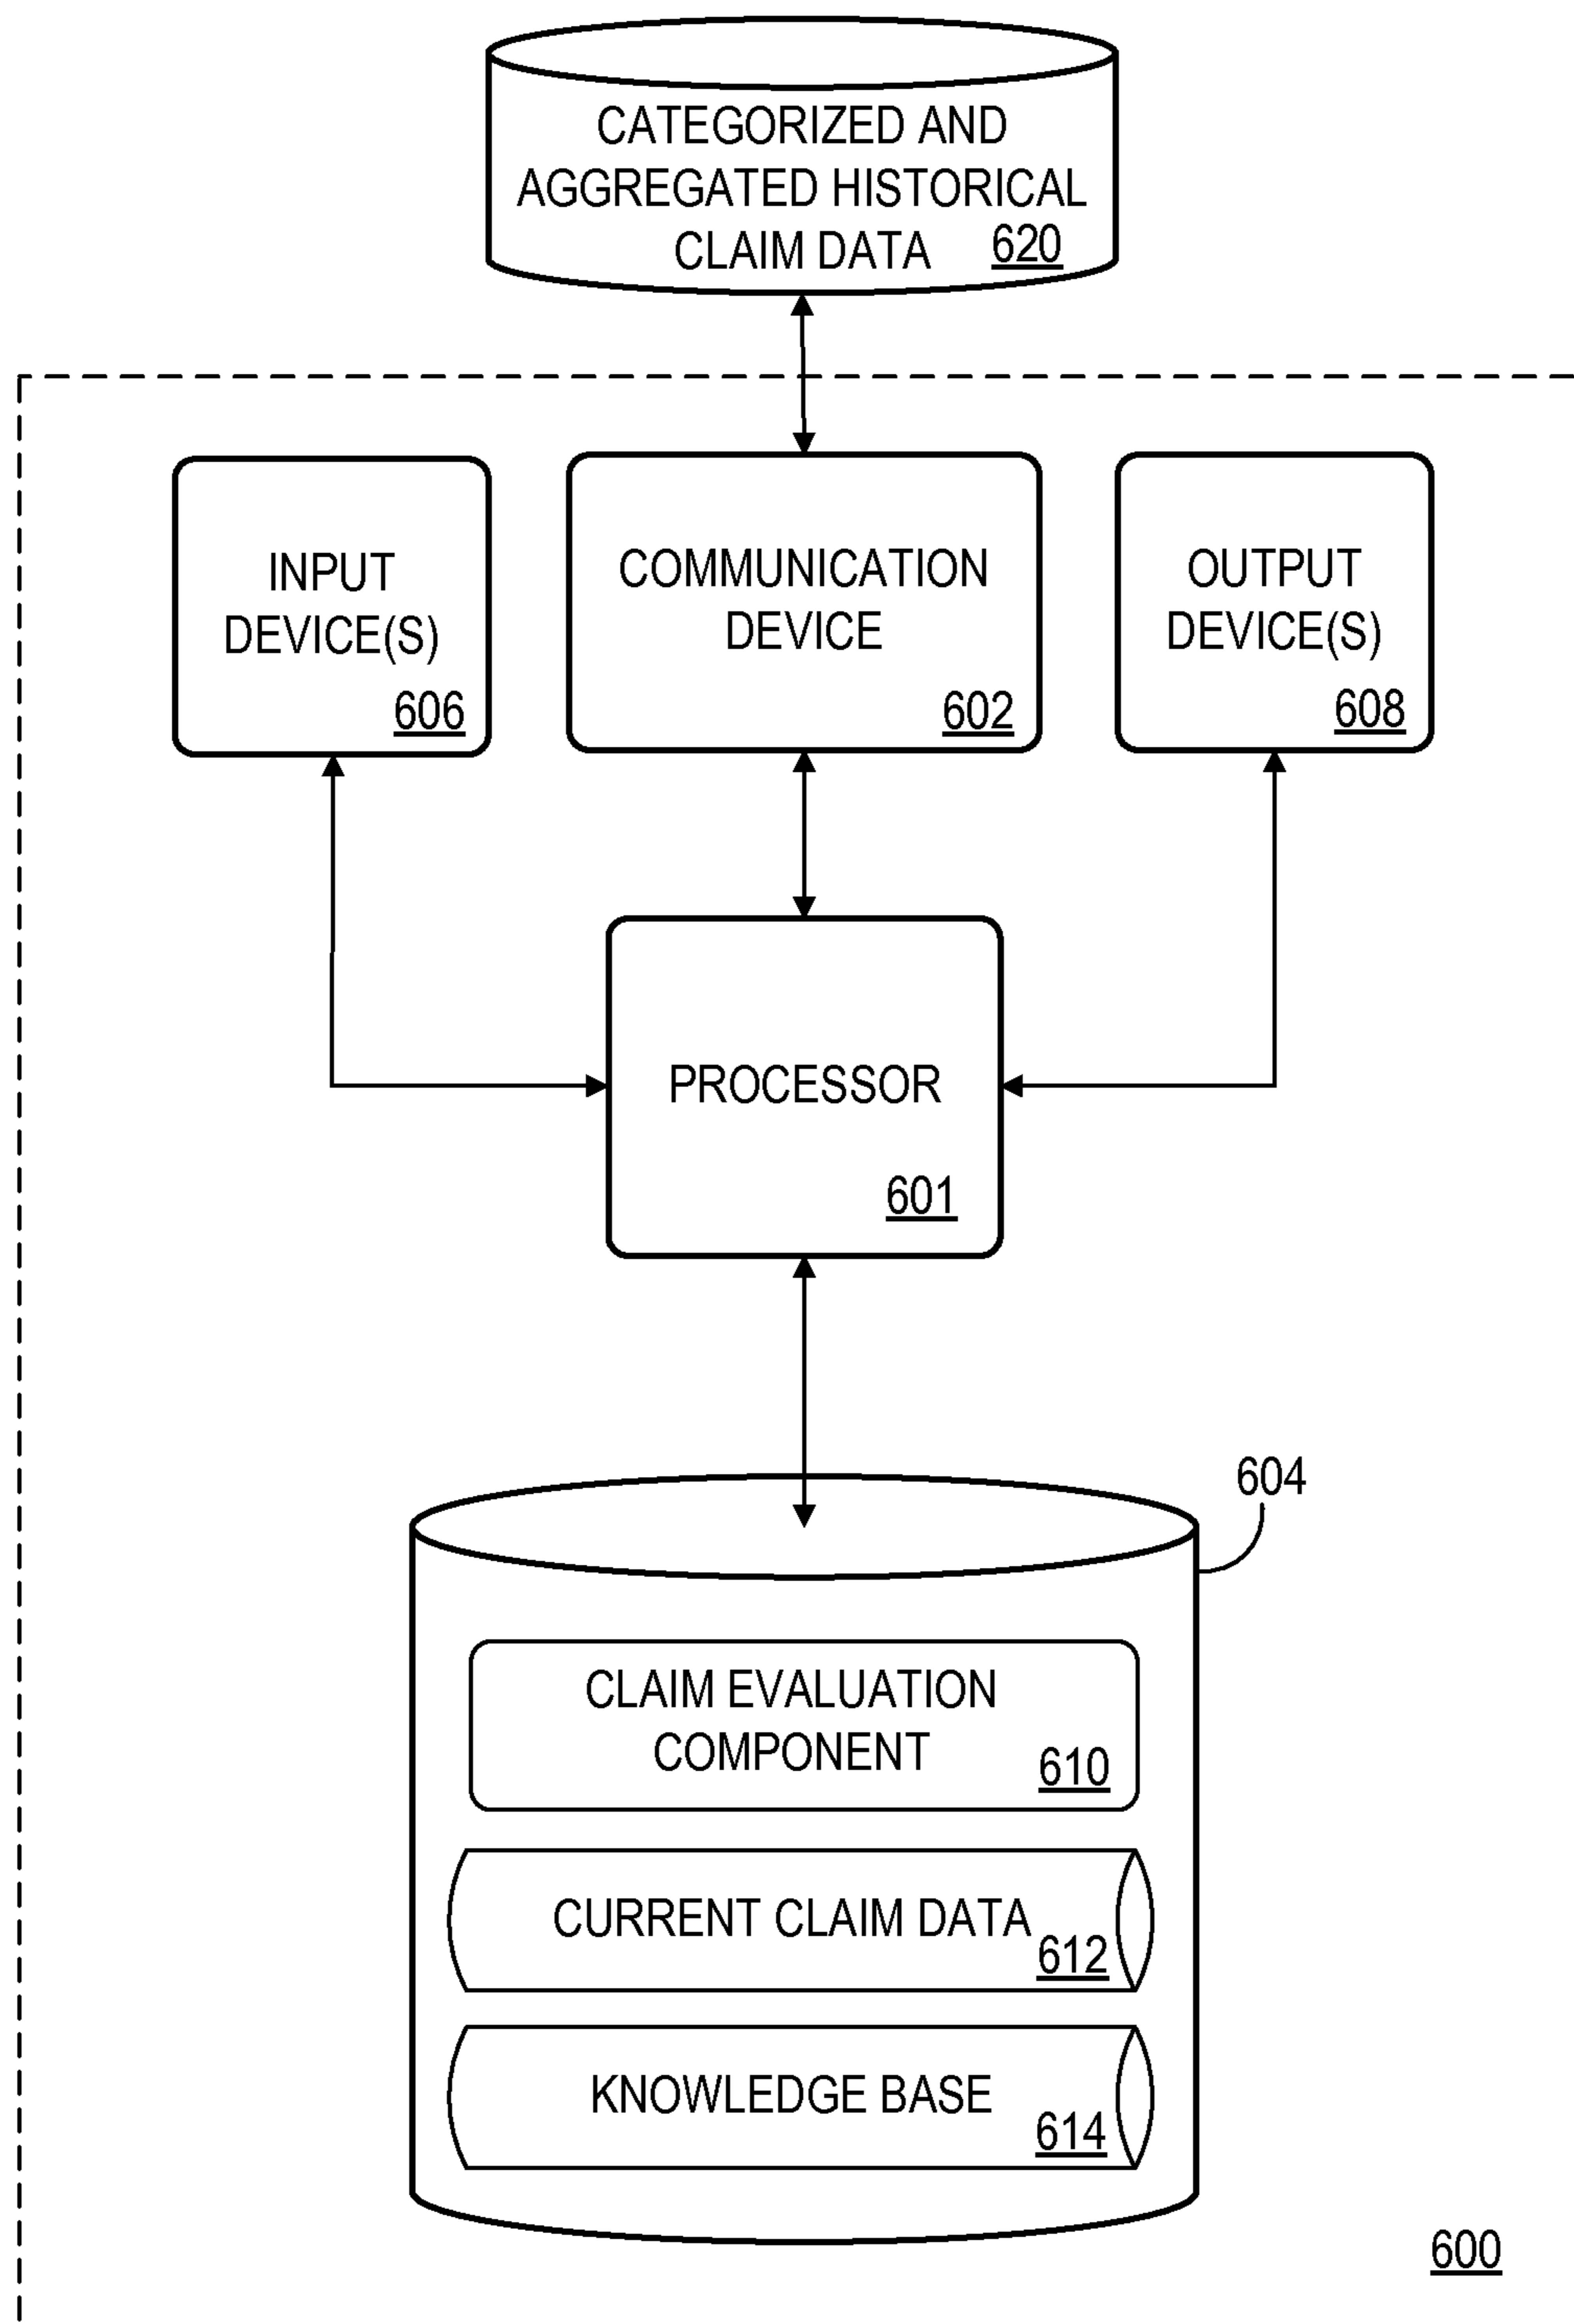 CATEGORIZED AND
AGGREGATED HISTORICAL
CLAIM DATA 620
INPUT
DEVICE(S)
606
COMMUNICATION
DEVICE
602
OUTPUT
DEVICE(S)
608
PROCESSOR
601
604
CLAIM EVALUATION
COMPONENT
610
CURRENT CLAIM DATA
612
KNOWLEDGE BASE
614
600